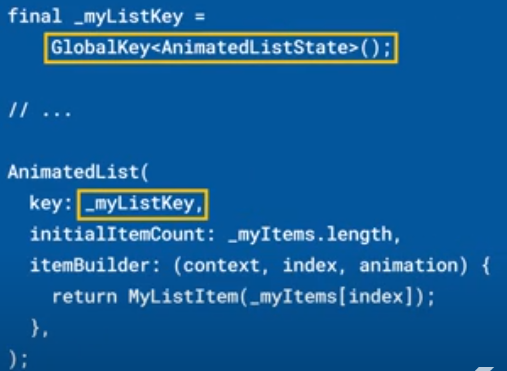 final _myListKey =
GlobalKey<AnimatedListState>();
// ...
AnimatedList(
key: _myListKey,
initialItemCount: _myItems.length,
itemBuilder: (context, index, animation) {
return MyListItem(_myItems[index]);
},
);